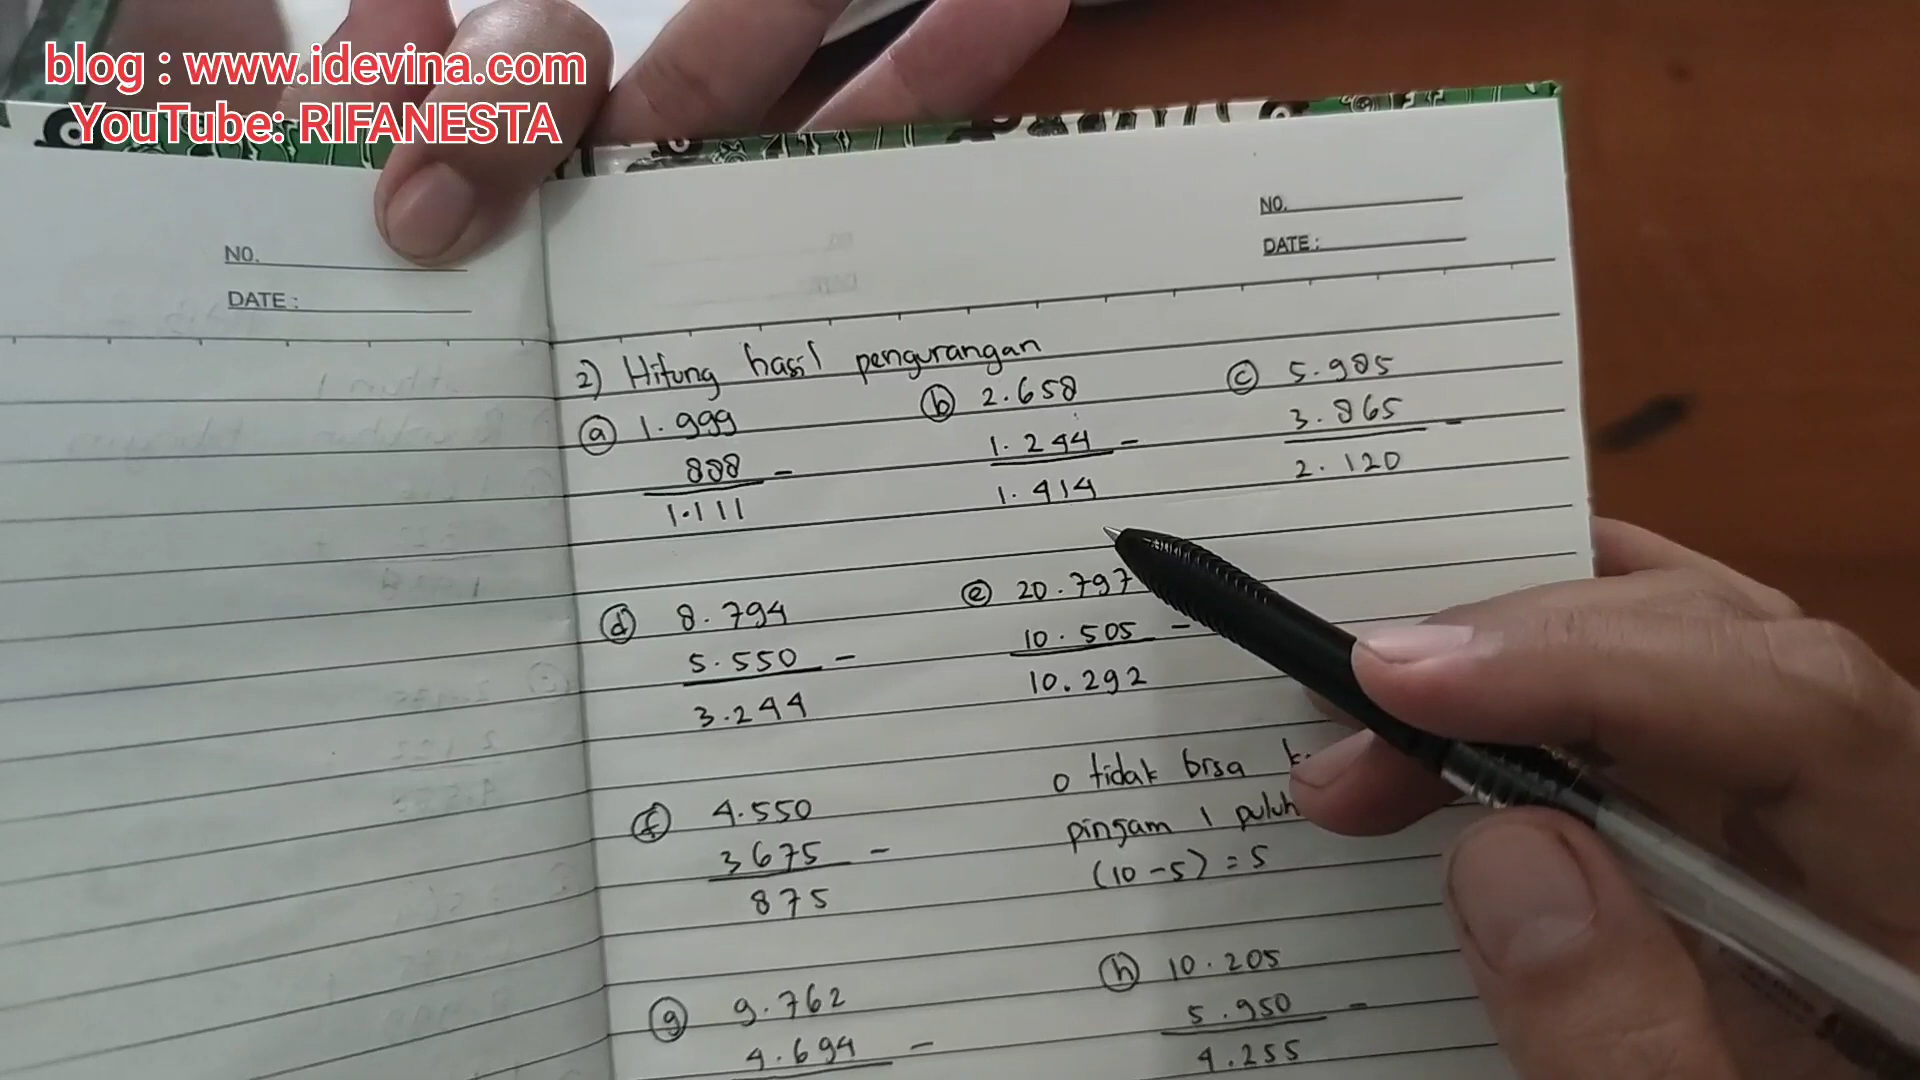 blog : www.idevina.com
YouTube: RIFANESTA
NO.
DATE :
NO.
DATE :
2) Hitung hasil pengurangan
a 1.999
888 -
1.111
b 2.658
1.244 -
1.414
c 5.985
3.865 -
2.120
d 8.794
5.550 -
3.244
e 20.797
10.505 -
10.292
f 4.550
3675 -
875
0 tidak bisa
pinjam 1 puluh
(10-5) = 5
g 9.762
4.694 -
h 10.205
5.950 -
4.255